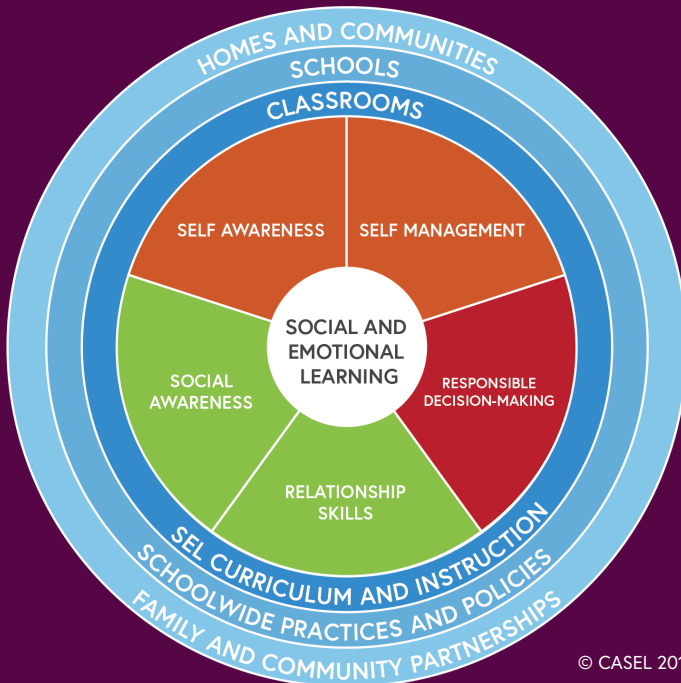 HOMES AND COMMUNITIES
SCHOOLS
CLASSROOMS
SELF AWARENESS
SELF MANAGEMENT
SOCIAL AND
EMOTIONAL
LEARNING
SOCIAL
AWARENESS
RESPONSIBLE
DECISION-MAKING
RELATIONSHIP
SKILLS
SEL CURRICULUM AND INSTRUCTION
SCHOOLWIDE PRACTICES AND POLICIES
FAMILY AND COMMUNITY PARTNERSHIPS
© CASEL